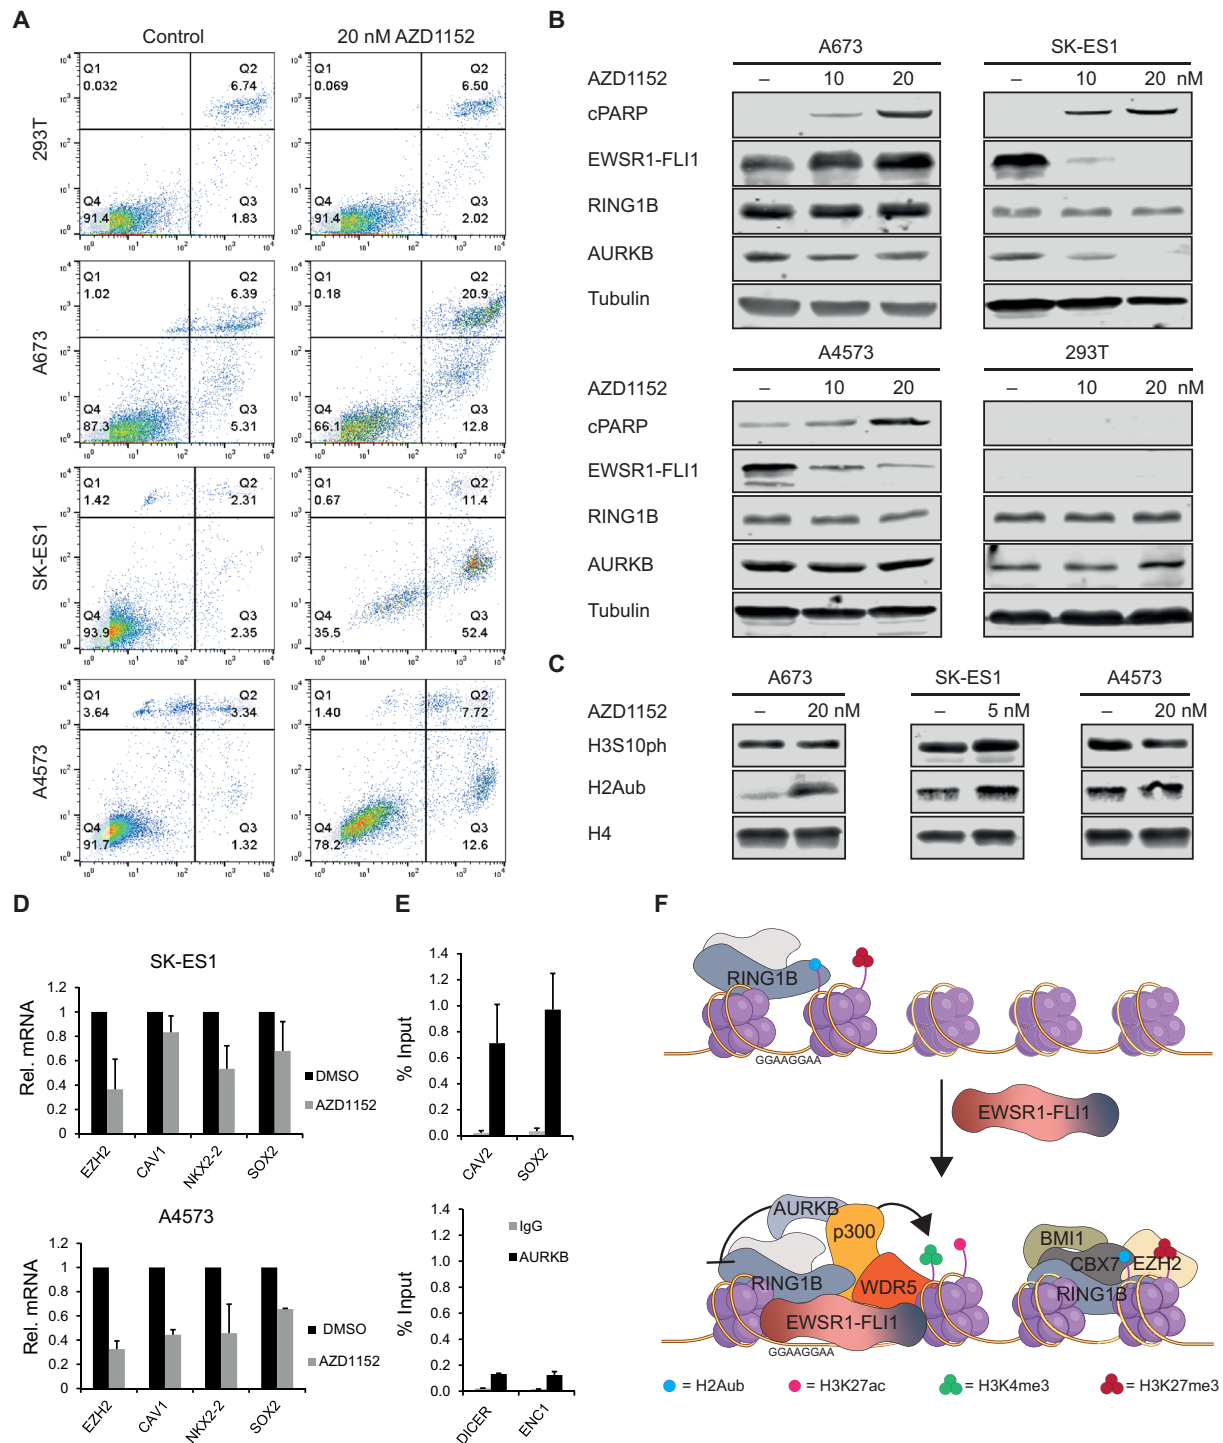 A
Control
20 nM AZD1152
293T
Q1
0.032
Q2
6.74
Q4
91.4
Q3
1.83
Q1
0.069
Q2
6.50
Q4
91.4
Q3
2.02
A673
Q1
1.02
Q2
6.39
Q4
87.3
Q3
5.31
Q1
0.18
Q2
20.9
Q4
66.1
Q3
12.8
SK-ES1
Q1
1.42
Q2
2.31
Q4
93.9
Q3
2.35
Q1
0.67
Q2
11.4
Q4
35.5
Q3
52.4
A4573
Q1
3.64
Q2
3.34
Q4
91.7
Q3
1.32
Q1
1.40
Q2
7.72
Q4
78.2
Q3
12.6
B
A673
SK-ES1
AZD1152 – 10 20 – 10 20 nM
cPARP
EWSR1-FLI1
RING1B
AURKB
Tubulin
A4573
293T
AZD1152 – 10 20 – 10 20 nM
cPARP
EWSR1-FLI1
RING1B
AURKB
Tubulin
C
A673 SK-ES1 A4573
AZD1152 – 20 nM – 5 nM – 20 nM
H3S10ph
H2Aub
H4
D
SK-ES1
Rel. mRNA
1.2
1
0.8
0.6
0.4
0.2
0
EZH2 CAV1 NKX2-2 SOX2
DMSO
AZD1152
A4573
Rel. mRNA
1.2
1
0.8
0.6
0.4
0.2
0
EZH2 CAV1 NKX2-2 SOX2
DMSO
AZD1152
E
% Input
1.4
1.2
1.0
0.8
0.6
0.4
0.2
0.0
CAV2 SOX2
% Input
1.4
1.2
1.0
0.8
0.6
0.4
0.2
0.0
DICER ENC1
IgG
AURKB
F
RING1B
GGAAGGAA
EWSR1-FLI1
AURKB
p300
RING1B
WDR5
EWSR1-FLI1
GGAAGGAA
BMI1
CBX7
EZH2
RING1B
= H2Aub
= H3K27ac
= H3K4me3
= H3K27me3